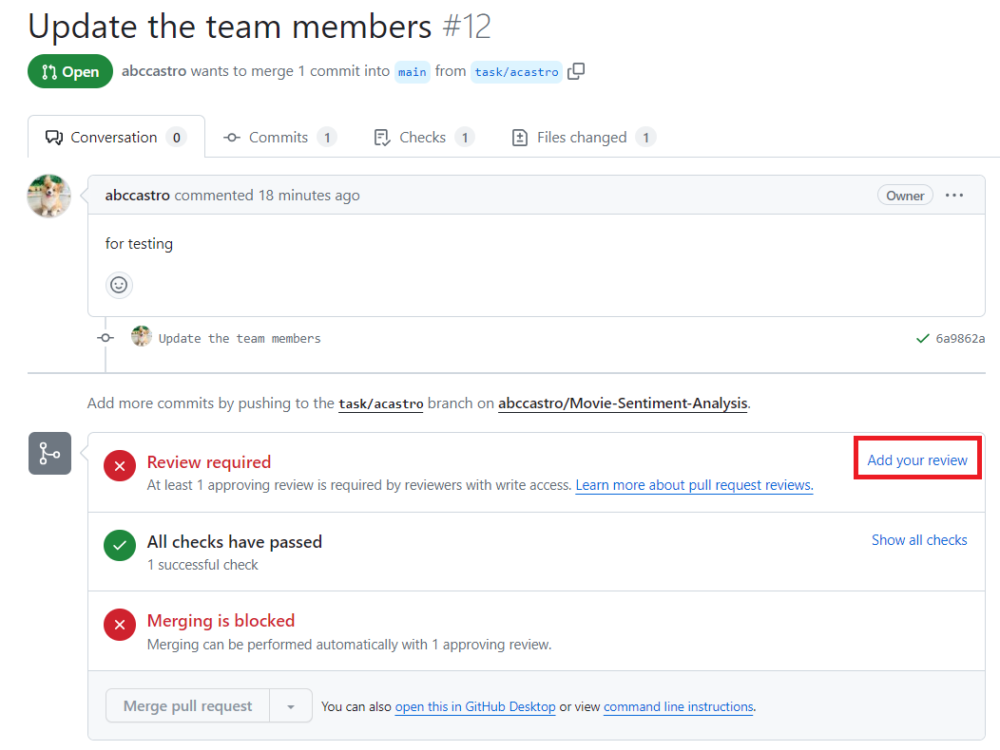 Update the team members #12
Open abccastro wants to merge 1 commit into main from task/acastro
Conversation 0 Commits 1 Checks 1 Files changed 1
abccastro commented 18 minutes ago Owner
for testing
Update the team members 6a9862a
Add more commits by pushing to the task/acastro branch on abccastro/Movie-Sentiment-Analysis.
Review required Add your review
At least 1 approving review is required by reviewers with write access. Learn more about pull request reviews.
All checks have passed Show all checks
1 successful check
Merging is blocked
Merging can be performed automatically with 1 approving review.
Merge pull request You can also open this in GitHub Desktop or view command line instructions.